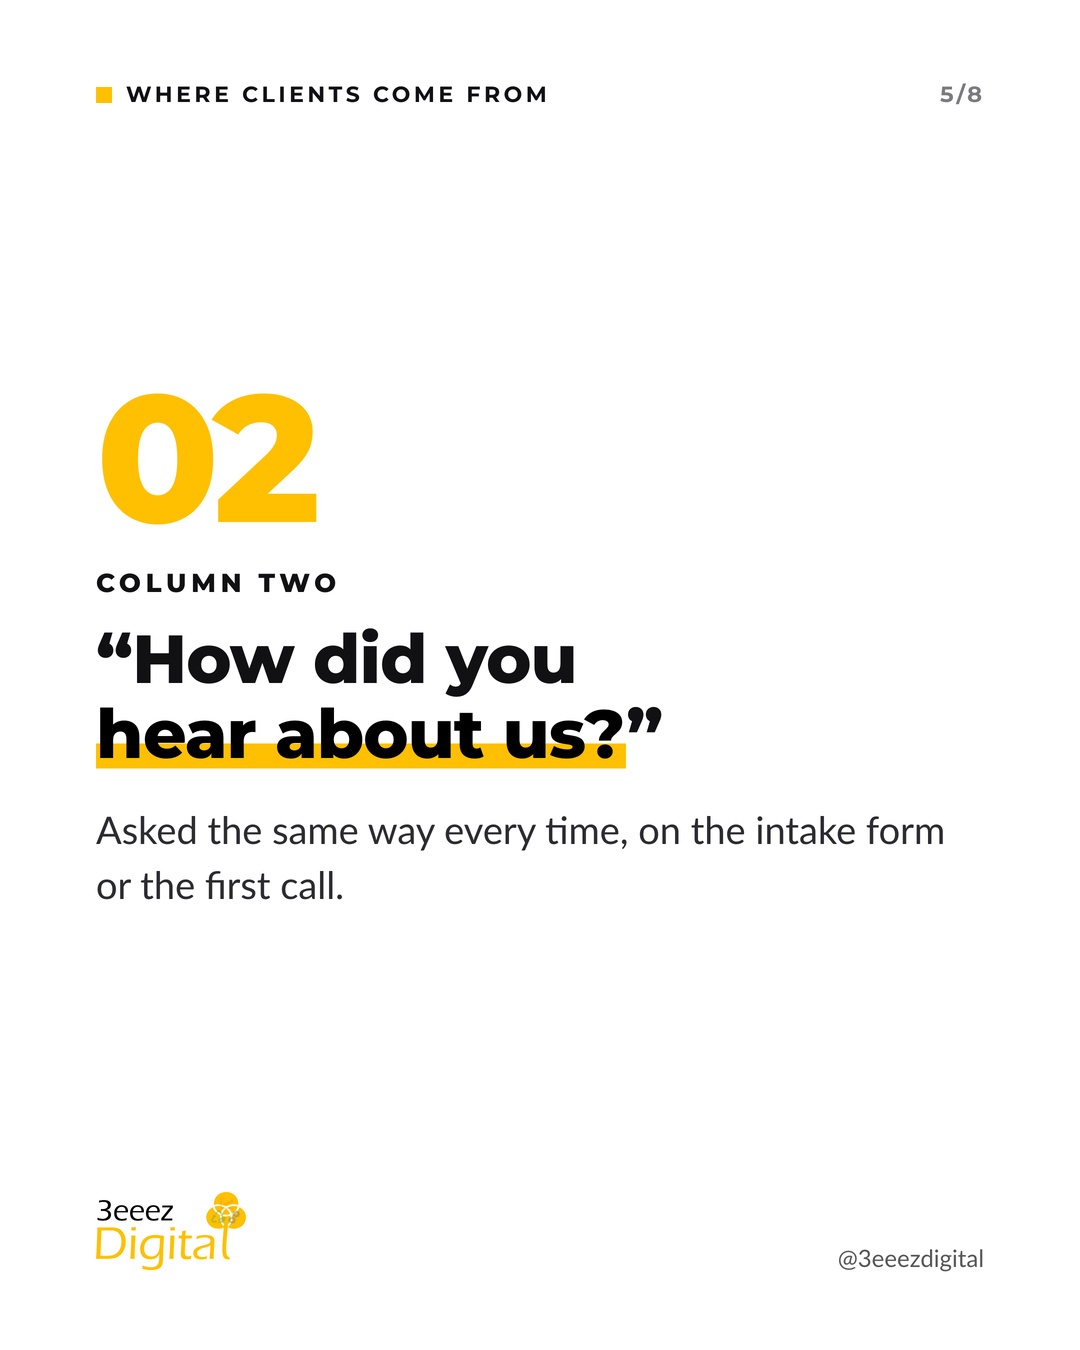 WHERE CLIENTS COME FROM
5/8
02
COLUMN TWO
“How did you
hear about us?”
Asked the same way every time, on the intake form
or the first call.
3eeez
Digital
@3eeezdigital